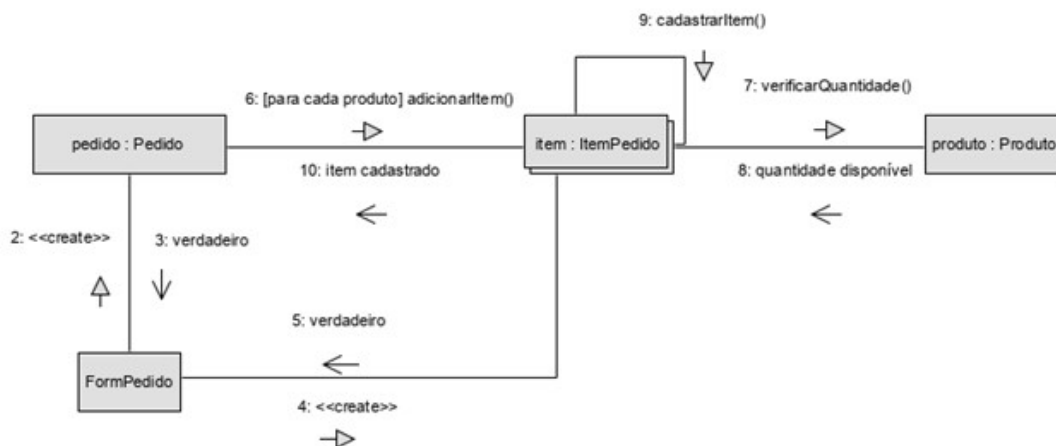 9: cadastrarItem()
6: [para cada produto] adicionarItem()
7: verificarQuantidade()
pedido : Pedido
item : ItemPedido
produto : Produto
10: item cadastrado
8: quantidade disponível
2: <<create>>
3: verdadeiro
5: verdadeiro
FormPedido
4: <<create>>